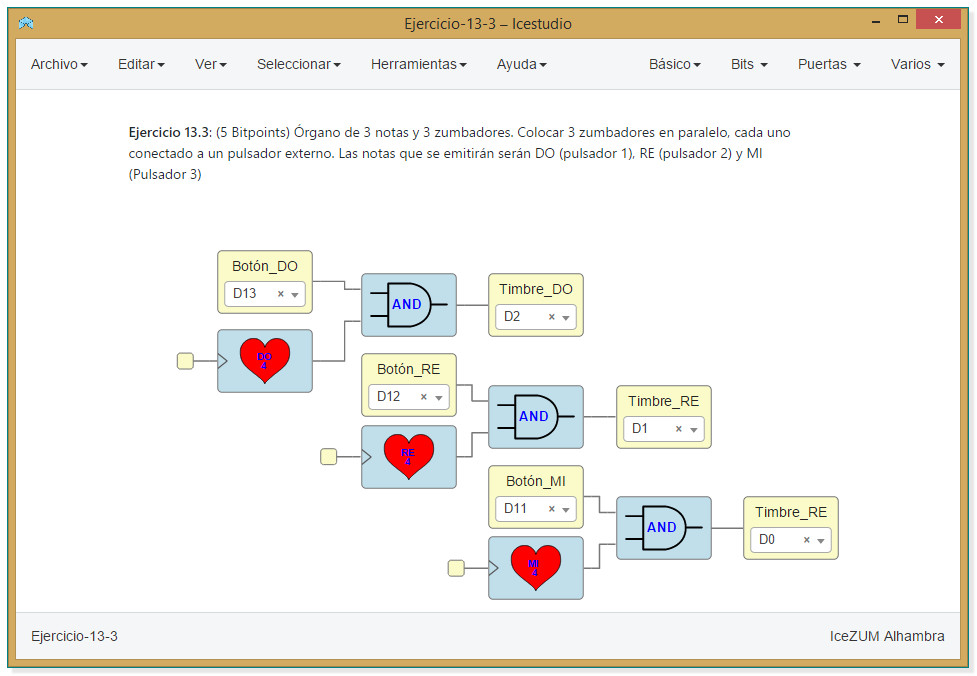 Ejercicio-13-3 – Icestudio
Archivo Editar Ver Seleccionar Herramientas Ayuda Básico Bits Puertas Varios
Ejercicio 13.3: (5 Bitpoints) Órgano de 3 notas y 3 zumbadores. Colocar 3 zumbadores en paralelo, cada uno
conectado a un pulsador externo. Las notas que se emitirán serán DO (pulsador 1), RE (pulsador 2) y MI
(Pulsador 3)
Botón_DO
D13
AND
Timbre_DO
D2
DO
4
Botón_RE
D12
AND
Timbre_RE
D1
RE
4
Botón_MI
D11
AND
Timbre_RE
D0
MI
4
Ejercicio-13-3
IceZUM Alhambra